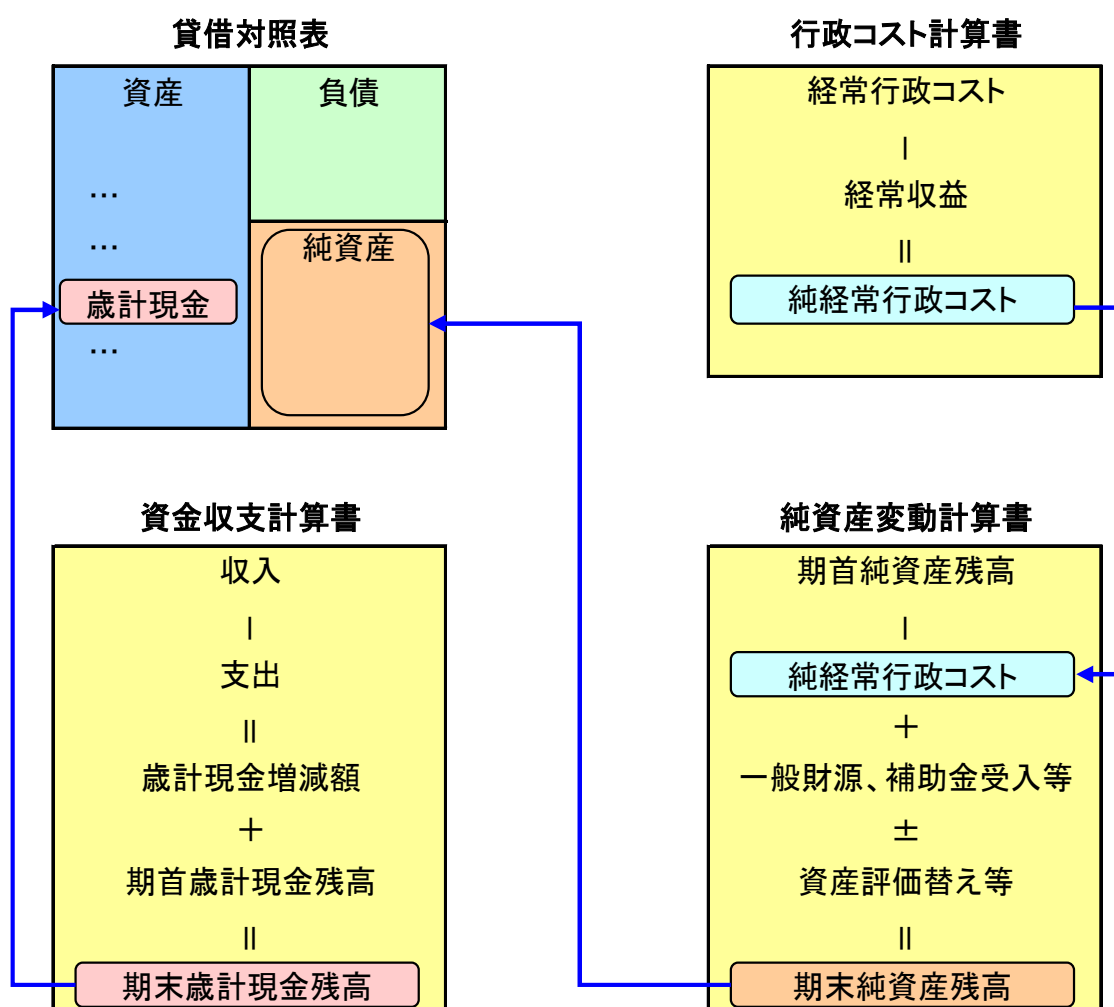 貸借対照表
資産
負債
…
…
純資産
歳計現金
…
行政コスト計算書
経常行政コスト
－
経常収益
＝
純経常行政コスト
資金収支計算書
収入
－
支出
＝
歳計現金増減額
＋
期首歳計現金残高
＝
期末歳計現金残高
純資産変動計算書
期首純資産残高
－
純経常行政コスト
＋
一般財源、補助金受入等
±
資産評価替え等
＝
期末純資産残高